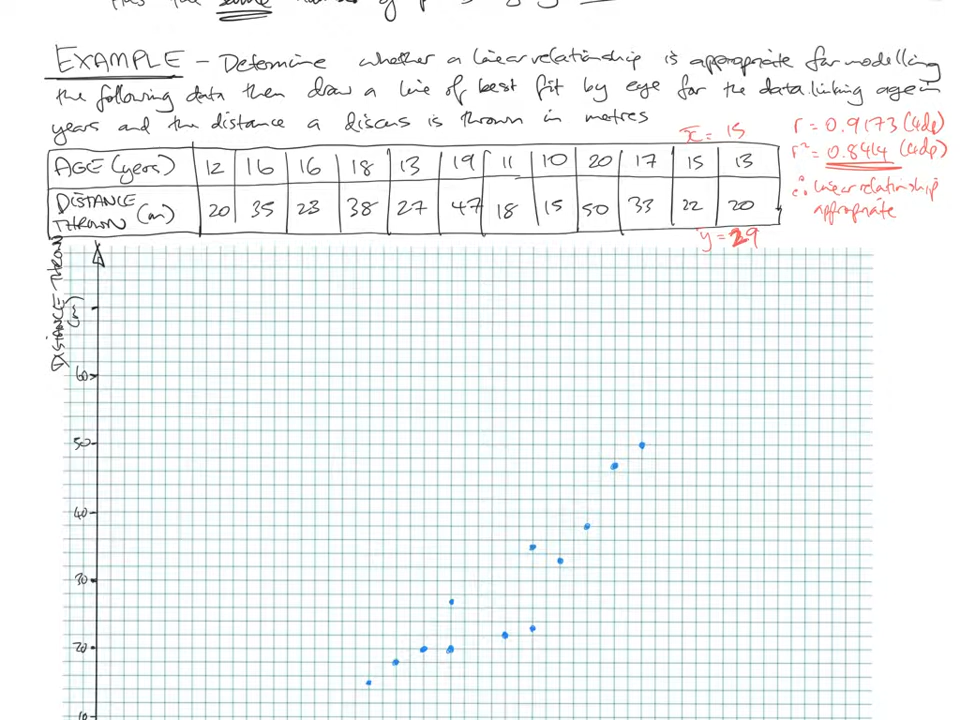 EXAMPLE - Determine whether a linear relationship is appropriate for modelling
the following data then draw a line of best fit by eye for the data linking age in
years and the distance a discus is thrown in metres
x̄ = 15
r = 0.9173 (4dp)
r² = 0.8414 (4dp)
∴ linear relationship
appropriate
AGE (years) 12 16 16 18 13 19 11 10 20 17 15 13
DISTANCE THROWN (m) 20 35 23 38 27 47 18 15 50 33 22 20
ȳ = 29
DISTANCE THROWN
(m)
60
50
40
30
20
10